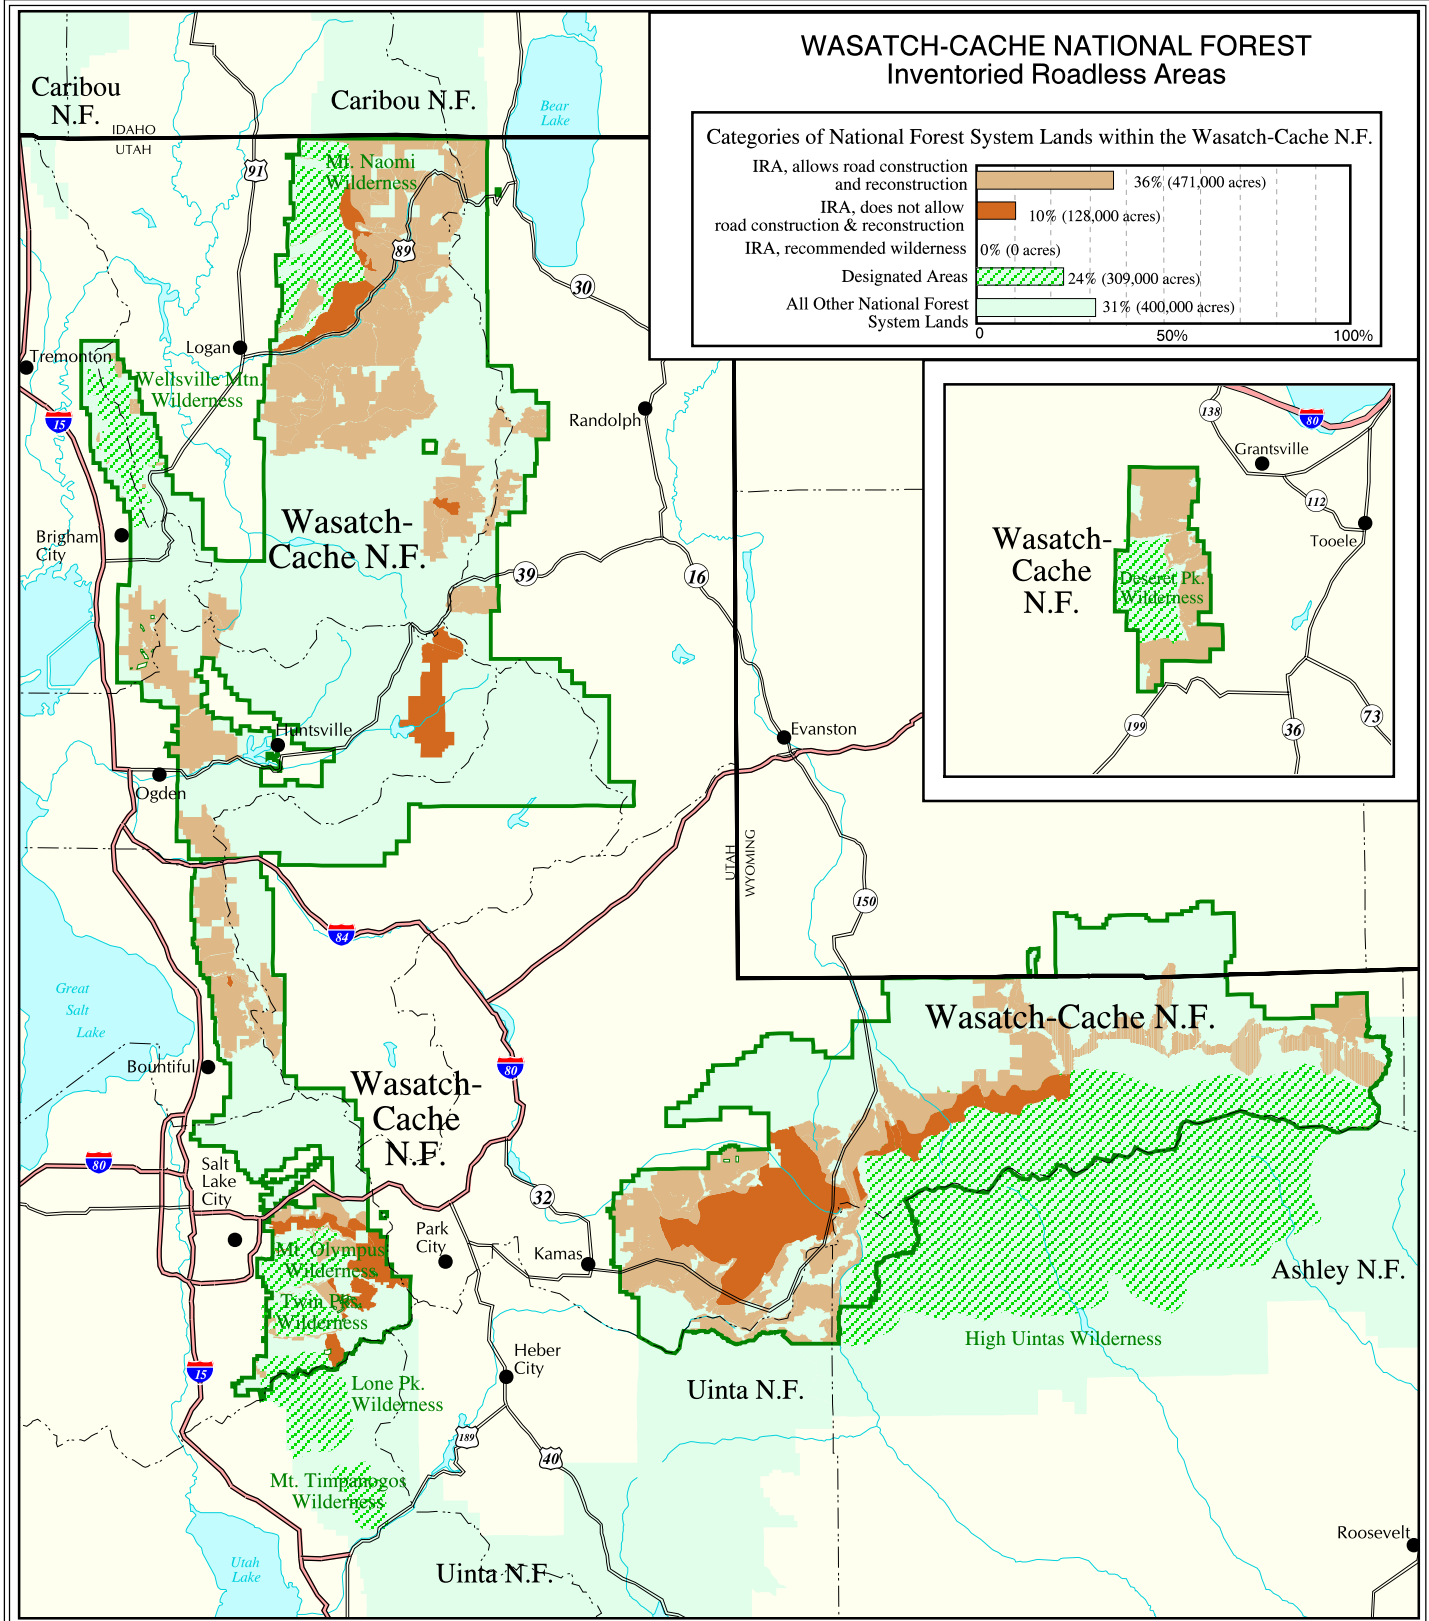 WASATCH-CACHE NATIONAL FOREST
Inventoried Roadless Areas
Categories of National Forest System Lands within the Wasatch-Cache N.F.
IRA, allows road construction
and reconstruction
36% (471,000 acres)
IRA, does not allow
road construction & reconstruction
10% (128,000 acres)
IRA, recommended wilderness
0% (0 acres)
Designated Areas
24% (309,000 acres)
All Other National Forest
System Lands
31% (400,000 acres)
0
50%
100%
Caribou
N.F.
Caribou N.F.
Bear
Lake
IDAHO
UTAH
91
Mt. Naomi
Wilderness
89
30
Logan
Tremonton
Wellsville Mtn.
Wilderness
15
Randolph
Brigham
City
Wasatch-
Cache N.F.
39
16
Huntsville
Evanston
Ogden
UTAH
WYOMING
150
84
Great
Salt
Lake
Bountiful
80
Wasatch-
Cache
N.F.
Wasatch-Cache N.F.
80
Salt
Lake
City
32
Park
City
Kamas
Mt. Olympus
Wilderness
Twin Pks.
Wilderness
Ashley N.F.
High Uintas Wilderness
15
Heber
City
Lone Pk.
Wilderness
Uinta N.F.
189
40
Mt. Timpanogos
Wilderness
Utah
Lake
Uinta N.F.
Roosevelt
138
80
Grantsville
112
Tooele
Wasatch-
Cache
N.F.
Deseret Pk.
Wilderness
199
36
73